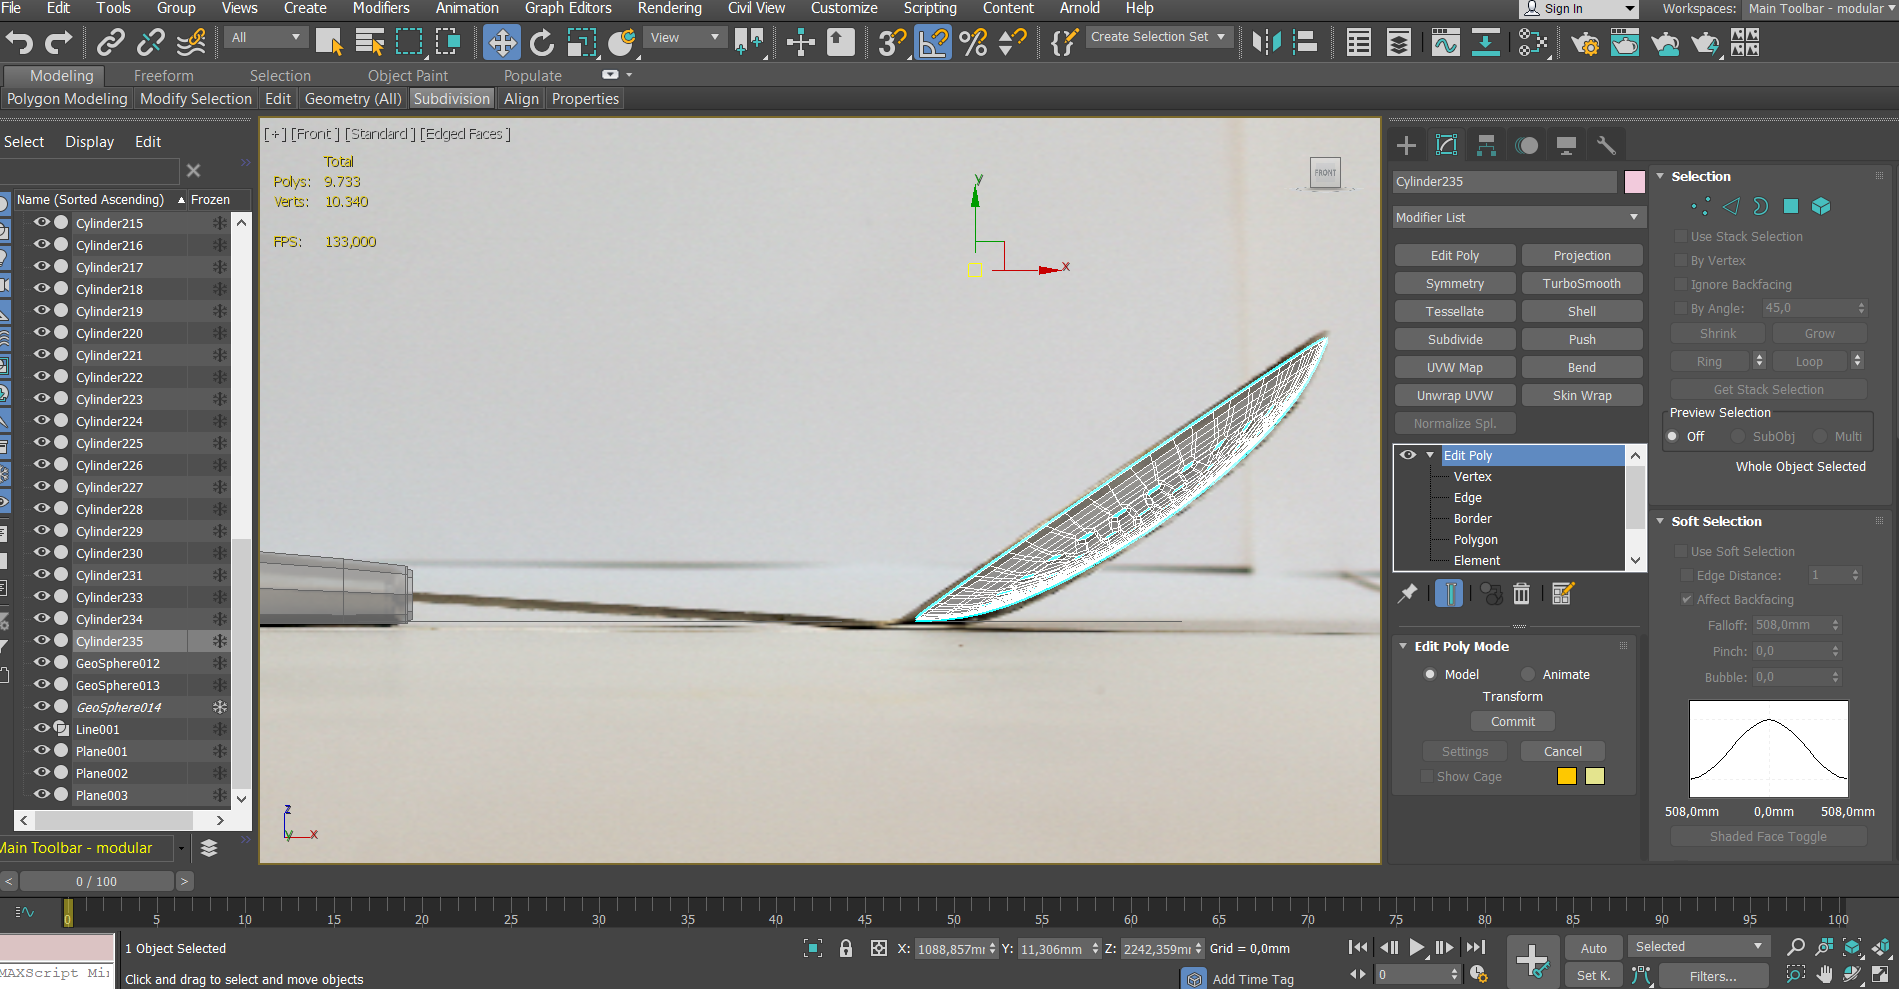 File Edit Tools Group Views Create Modifiers Animation Graph Editors Rendering Civil View Customize Scripting Content Arnold Help Sign In Workspaces: Main Toolbar - modular
All View Create Selection Set
Modeling Freeform Selection Object Paint Populate
Polygon Modeling Modify Selection Edit Geometry (All) Subdivision Align Properties
Select Display Edit
Name (Sorted Ascending) Frozen
Cylinder215
Cylinder216
Cylinder217
Cylinder218
Cylinder219
Cylinder220
Cylinder221
Cylinder222
Cylinder223
Cylinder224
Cylinder225
Cylinder226
Cylinder227
Cylinder228
Cylinder229
Cylinder230
Cylinder231
Cylinder233
Cylinder234
Cylinder235
GeoSphere012
GeoSphere013
GeoSphere014
Line001
Plane001
Plane002
Plane003
Main Toolbar - modular
[+] [Front] [Standard] [Edged Faces]
Total
Polys: 9.733
Verts: 10.340
FPS: 133,000
y
x
FRONT
z
y x
Cylinder235
Modifier List
Edit Poly Projection
Symmetry TurboSmooth
Tessellate Shell
Subdivide Push
UVW Map Bend
Unwrap UVW Skin Wrap
Normalize Spl.
Edit Poly
Vertex
Edge
Border
Polygon
Element
Edit Poly Mode
Model Animate
Transform
Commit
Settings Cancel
Show Cage
Selection
Use Stack Selection
By Vertex
Ignore Backfacing
By Angle: 45,0
Shrink Grow
Ring Loop
Get Stack Selection
Preview Selection
Off SubObj Multi
Whole Object Selected
Soft Selection
Use Soft Selection
Edge Distance: 1
Affect Backfacing
Falloff: 508,0mm
Pinch: 0,0
Bubble: 0,0
508,0mm 0,0mm 508,0mm
Shaded Face Toggle
< 0 / 100 >
0 5 10 15 20 25 30 35 40 45 50 55 60 65 70 75 80 85 90 95 100
1 Object Selected X: 1088,857m Y: 11,306mm Z: 2242,359m Grid = 0,0mm Auto Selected
MAXScript Mi
Click and drag to select and move objects Add Time Tag 0 Set K. Filters...